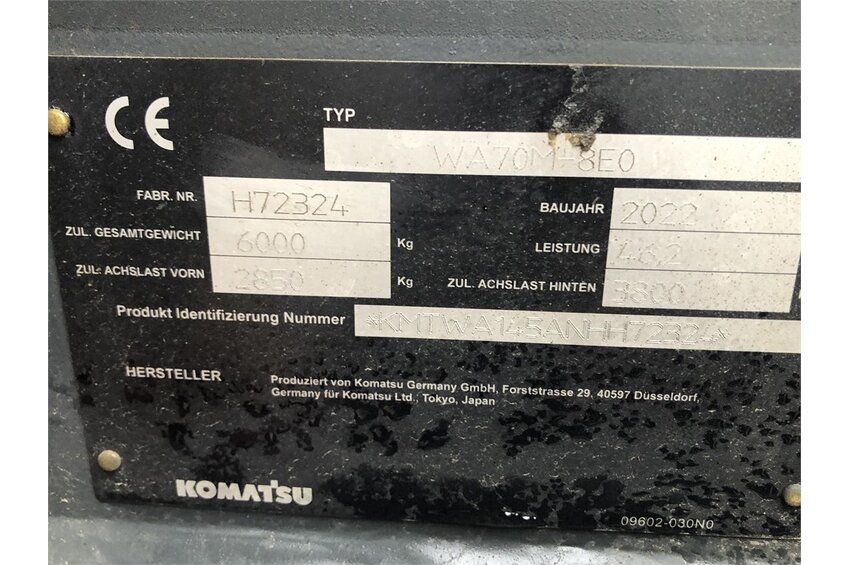 CE
TYP
WA70M-8E0
FABR. NR. H72324
BAUJAHR 2022
ZUL. GESAMTGEWICHT 6000 Kg
LEISTUNG 46,2
ZUL. ACHSLAST VORN 2850 Kg
ZUL. ACHSLAST HINTEN 3800
Produkt Identifizierung Nummer *KMTWA145ANHH72324*
HERSTELLER
Produziert von Komatsu Germany GmbH, Forststrasse 29, 40597 Düsseldorf,
Germany für Komatsu Ltd., Tokyo, Japan
KOMATSU
09602-030N0